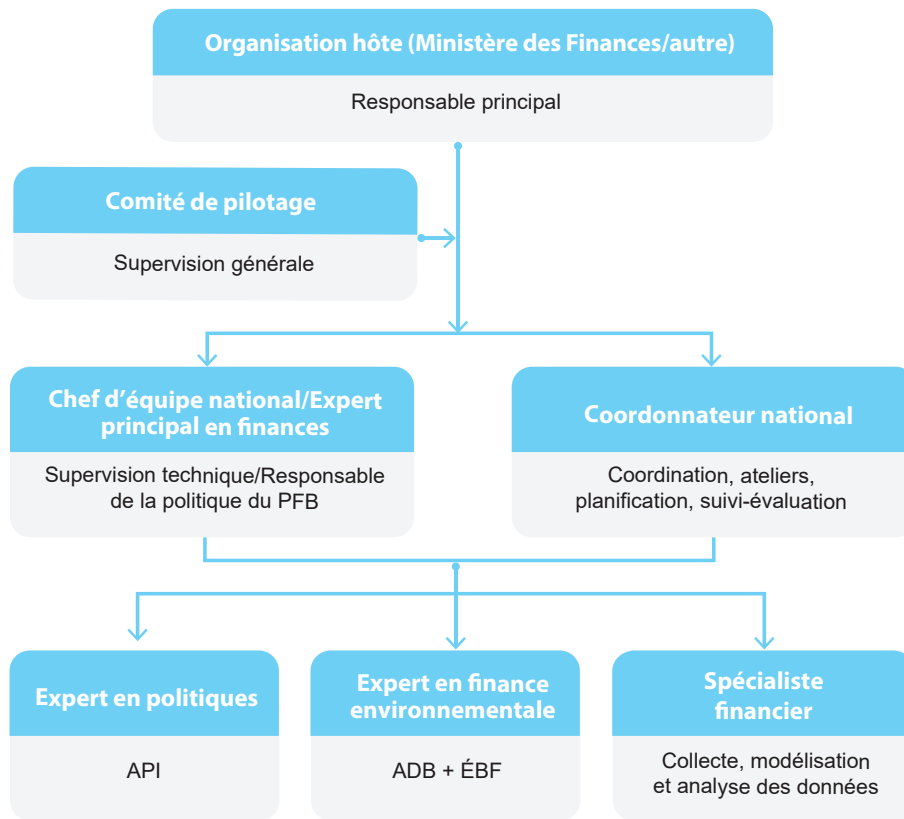 Organisation hôte (Ministère des Finances/autre)
Responsable principal
Comité de pilotage
Supervision générale
Chef d'équipe national/Expert
principal en finances
Supervision technique/Responsable
de la politique du PFB
Coordonnateur national
Coordination, ateliers,
planification, suivi-évaluation
Expert en politiques
API
Expert en finance
environnementale
ADB + ÉBF
Spécialiste
financier
Collecte, modélisation
et analyse des données